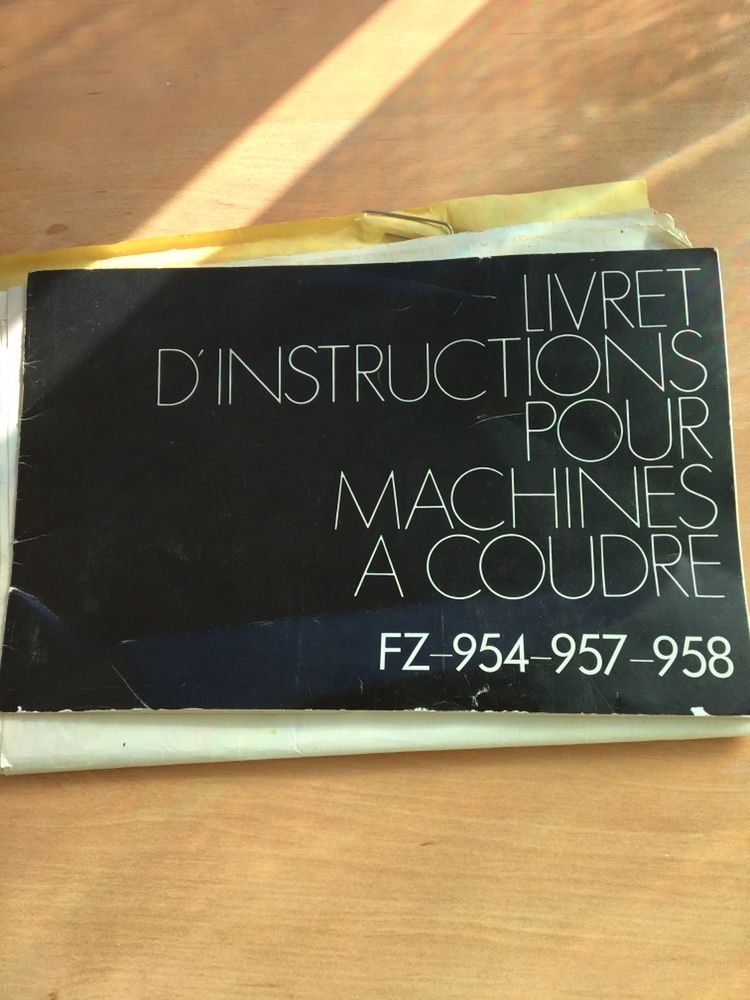 LIVRET
D'INSTRUCTIONS
POUR
MACHINES
A COUDRE
FZ-954-957-958